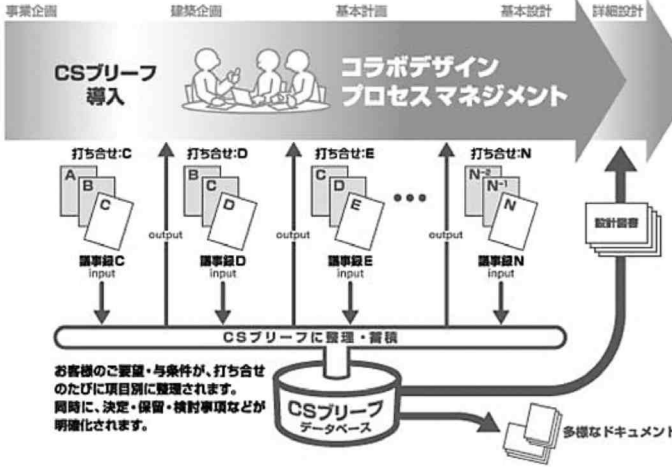 事業企画
建築企画
基本計画
基本設計
詳細設計
CSブリーフ
導入
コラボデザイン
プロセスマネジメント
打ち合せ:C
打ち合せ:D
打ち合せ:E
打ち合せ:N
A
B
C
B
C
D
C
D
E
N-2
N-1
N
•••
output
output
output
設計図書
議事録C
input
議事録D
input
議事録E
input
議事録N
input
CSブリーフに整理・蓄積
お客様のご要望・与条件が、打ち合せ
のたびに項目別に整理されます。
同時に、決定・保留・検討事項などが
明確化されます。
CSブリーフ
データベース
多様なドキュメント